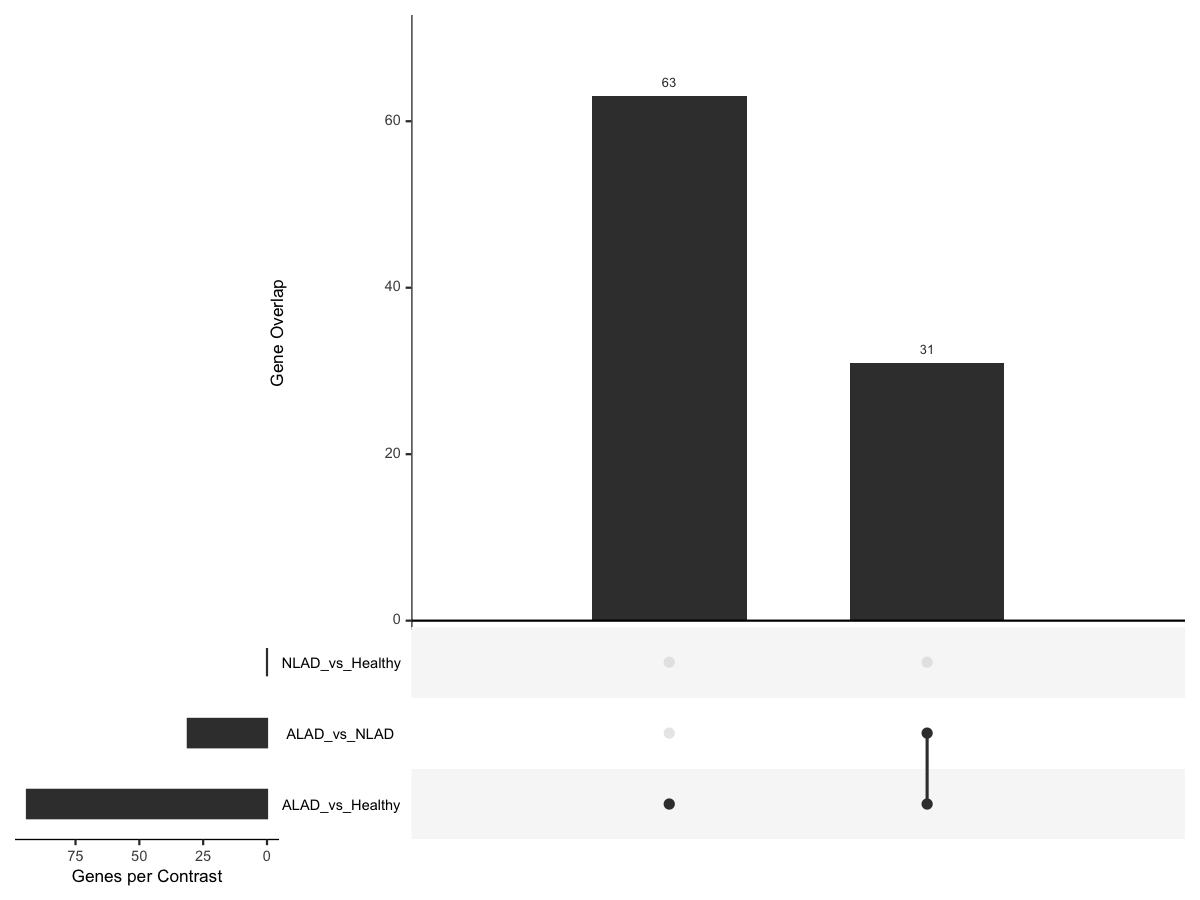 63
60
31
40
Gene Overlap
20
0
NLAD_vs_Healthy
ALAD_vs_NLAD
ALAD_vs_Healthy
75 50 25 0
Genes per Contrast